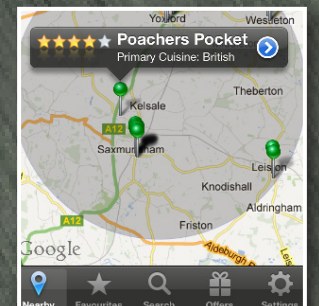 Yoxford Westleton
Poachers Pocket
Primary Cuisine: British
Theberton
Kelsale
A12
Saxmundham
Leiston
Knodishall
Aldringham
A12
Friston
Google
Aldeburgh Road
Nearby Favourites Search Offers Settings